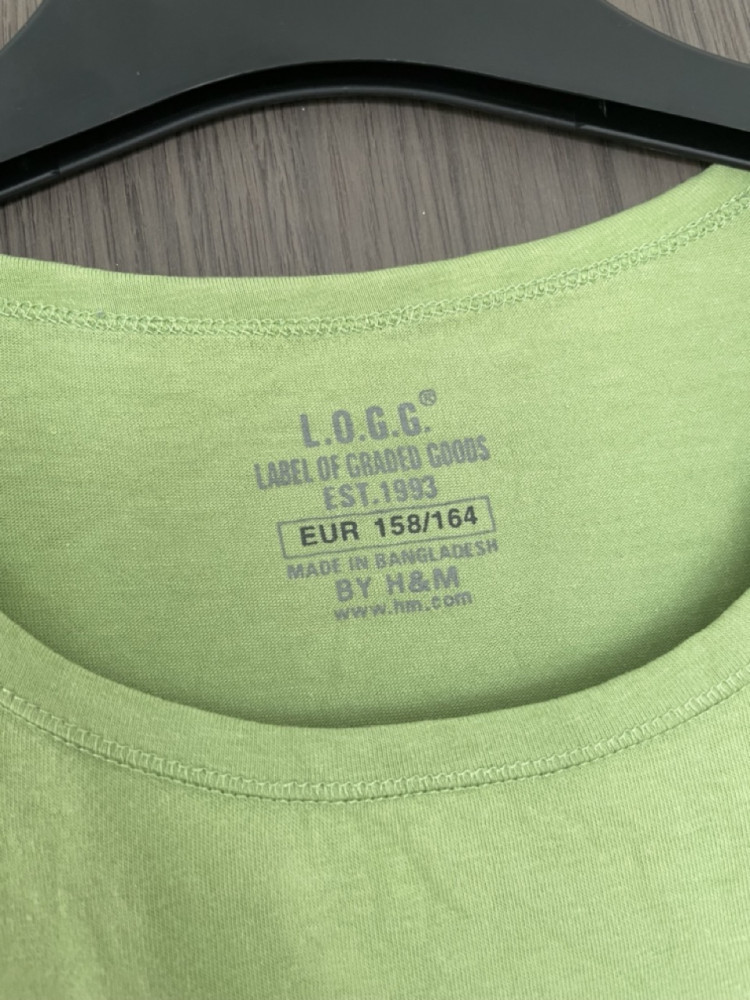 L.O.G.G.®
LABEL OF GRADED GOODS
EST.1993
EUR 158/164
MADE IN BANGLADESH
BY H&M
www.hm.com